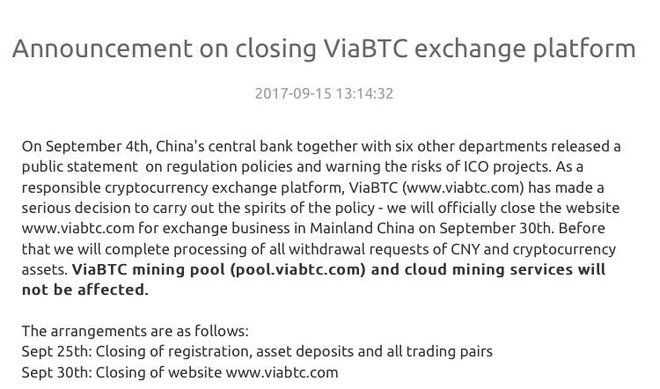 Announcement on closing ViaBTC exchange platform
2017-09-15 13:14:32
On September 4th, China's central bank together with six other departments released a
public statement on regulation policies and warning the risks of ICO projects. As a
responsible cryptocurrency exchange platform, ViaBTC (www.viabtc.com) has made a
serious decision to carry out the spirits of the policy - we will officially close the website
www.viabtc.com for exchange business in Mainland China on September 30th. Before
that we will complete processing of all withdrawal requests of CNY and cryptocurrency
assets. ViaBTC mining pool (pool.viabtc.com) and cloud mining services will
not be affected.
The arrangements are as follows:
Sept 25th: Closing of registration, asset deposits and all trading pairs
Sept 30th: Closing of website www.viabtc.com